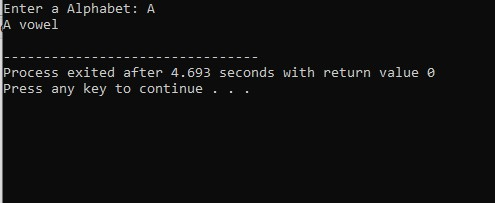 Enter a Alphabet: A
A vowel
--------------------------------
Process exited after 4.693 seconds with return value 0
Press any key to continue . . .